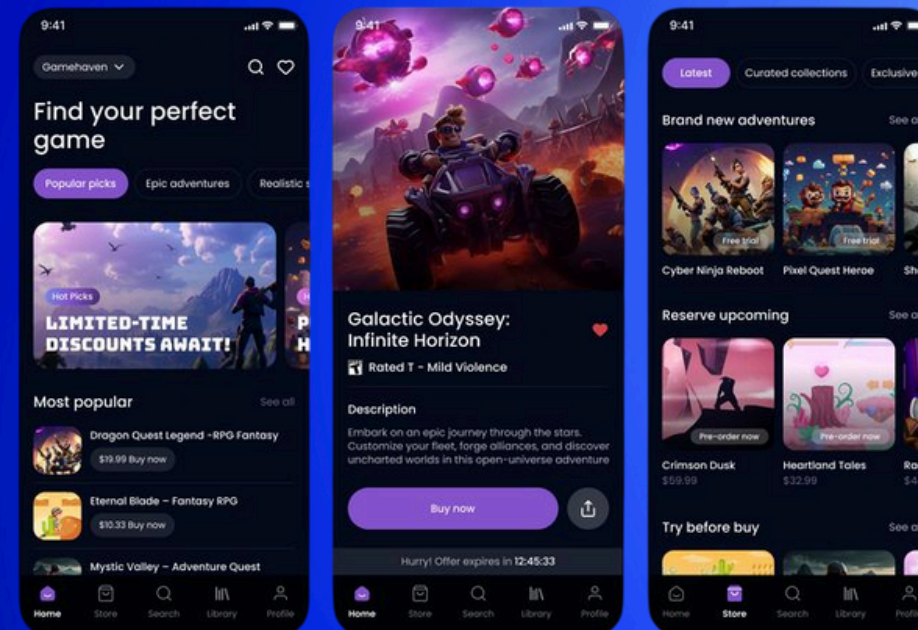 9:41
Gamehaven
Find your perfect
game
Popular picks
Epic adventures
Realistic s
Hot Picks
LIMITED-TIME
DISCOUNTS AWAIT!
H
P
H
Most popular
See all
Dragon Quest Legend -RPG Fantasy
$19.99 Buy now
Eternal Blade – Fantasy RPG
$10.33 Buy now
Mystic Valley – Adventure Quest
Home
Store
Search
Library
Profile
9:41
Galactic Odyssey:
Infinite Horizon
T Rated T - Mild Violence
Description
Embark on an epic journey through the stars.
Customize your fleet, forge alliances, and discover
uncharted worlds in this open-universe adventure
Buy now
Hurry! Offer expires in 12:45:33
Home
Store
Search
Library
Profile
9:41
Latest
Curated collections
Exclusive
Brand new adventures
See a
Free trial
Free trial
Cyber Ninja Reboot
Pixel Quest Heroe
Sh
Reserve upcoming
See a
Pre-order now
Pre-order now
Crimson Dusk
$59.99
Heartland Tales
$32.99
Ro
$4
Try before buy
See a
Home
Store
Search
Library
Profi